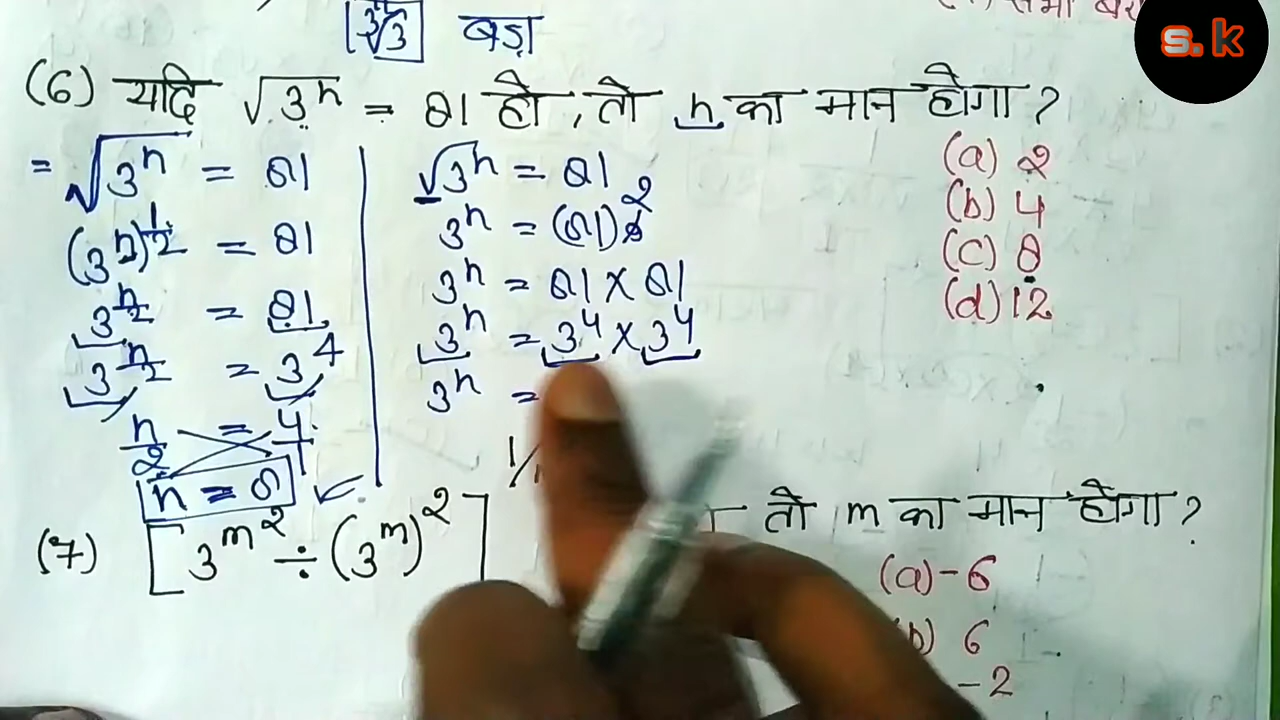 ∛3 बड़ा
s.k
(6) यदि √3ⁿ = 81 हो, तो n का मान होगा ?
= √3ⁿ = 81
(3ⁿ)^½ = 81
3^(n/2) = 81
3^(n/2) = 3⁴
n/2 = 4/1
n = 8
√3ⁿ = 81
3ⁿ = (81)²
3ⁿ = 81 × 81
3ⁿ = 3⁴ × 3⁴
3ⁿ =
(a) 2
(b) 4
(c) 8
(d) 12
(7) [3^m² ÷ (3^m)²] तो m का मान होगा ?
(a) -6
(b) 6
-2